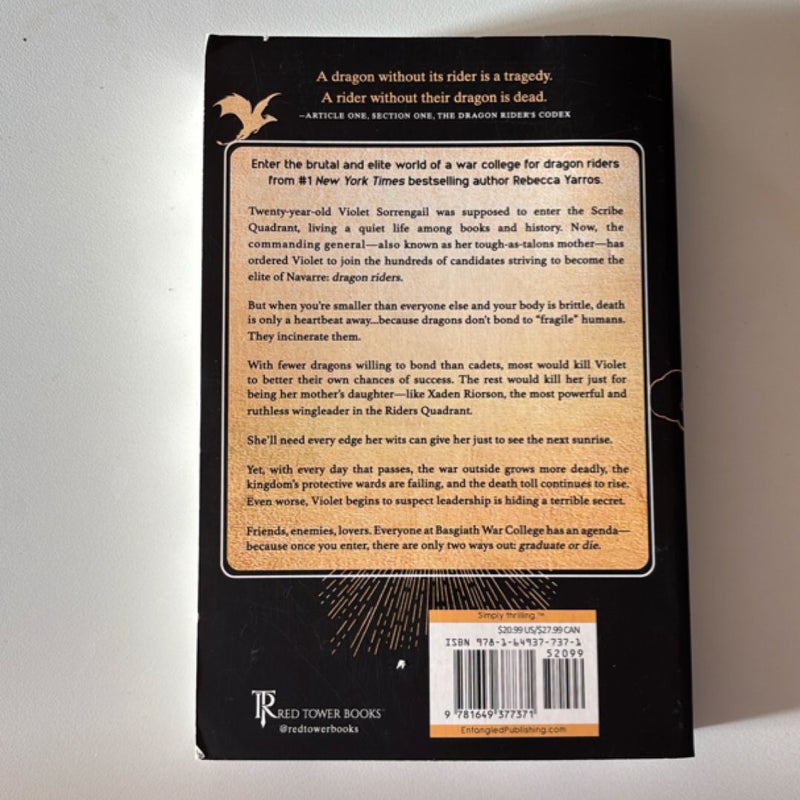 A dragon without its rider is a tragedy.
A rider without their dragon is dead.
—ARTICLE ONE, SECTION ONE, THE DRAGON RIDER'S CODEX
Enter the brutal and elite world of a war college for dragon riders
from #1 New York Times bestselling author Rebecca Yarros.
Twenty-year-old Violet Sorrengail was supposed to enter the Scribe
Quadrant, living a quiet life among books and history. Now, the
commanding general—also known as her tough-as-talons mother—has
ordered Violet to join the hundreds of candidates striving to become the
elite of Navarre: dragon riders.
But when you're smaller than everyone else and your body is brittle, death
is only a heartbeat away...because dragons don't bond to "fragile" humans.
They incinerate them.
With fewer dragons willing to bond than cadets, most would kill Violet
to better their own chances of success. The rest would kill her just for
being her mother's daughter—like Xaden Riorson, the most powerful and
ruthless wingleader in the Riders Quadrant.
She'll need every edge her wits can give her just to see the next sunrise.
Yet, with every day that passes, the war outside grows more deadly, the
kingdom's protective wards are failing, and the death toll continues to rise.
Even worse, Violet begins to suspect leadership is hiding a terrible secret.
Friends, enemies, lovers. Everyone at Basgiath War College has an agenda—
because once you enter, there are only two ways out: graduate or die.
Simply thrilling.™
$20.99 US/$27.99 CAN
ISBN 978-1-64937-737-1
52099
9 781649 377371
EntangledPublishing.com
TR RED TOWER BOOKS™
@redtowerbooks